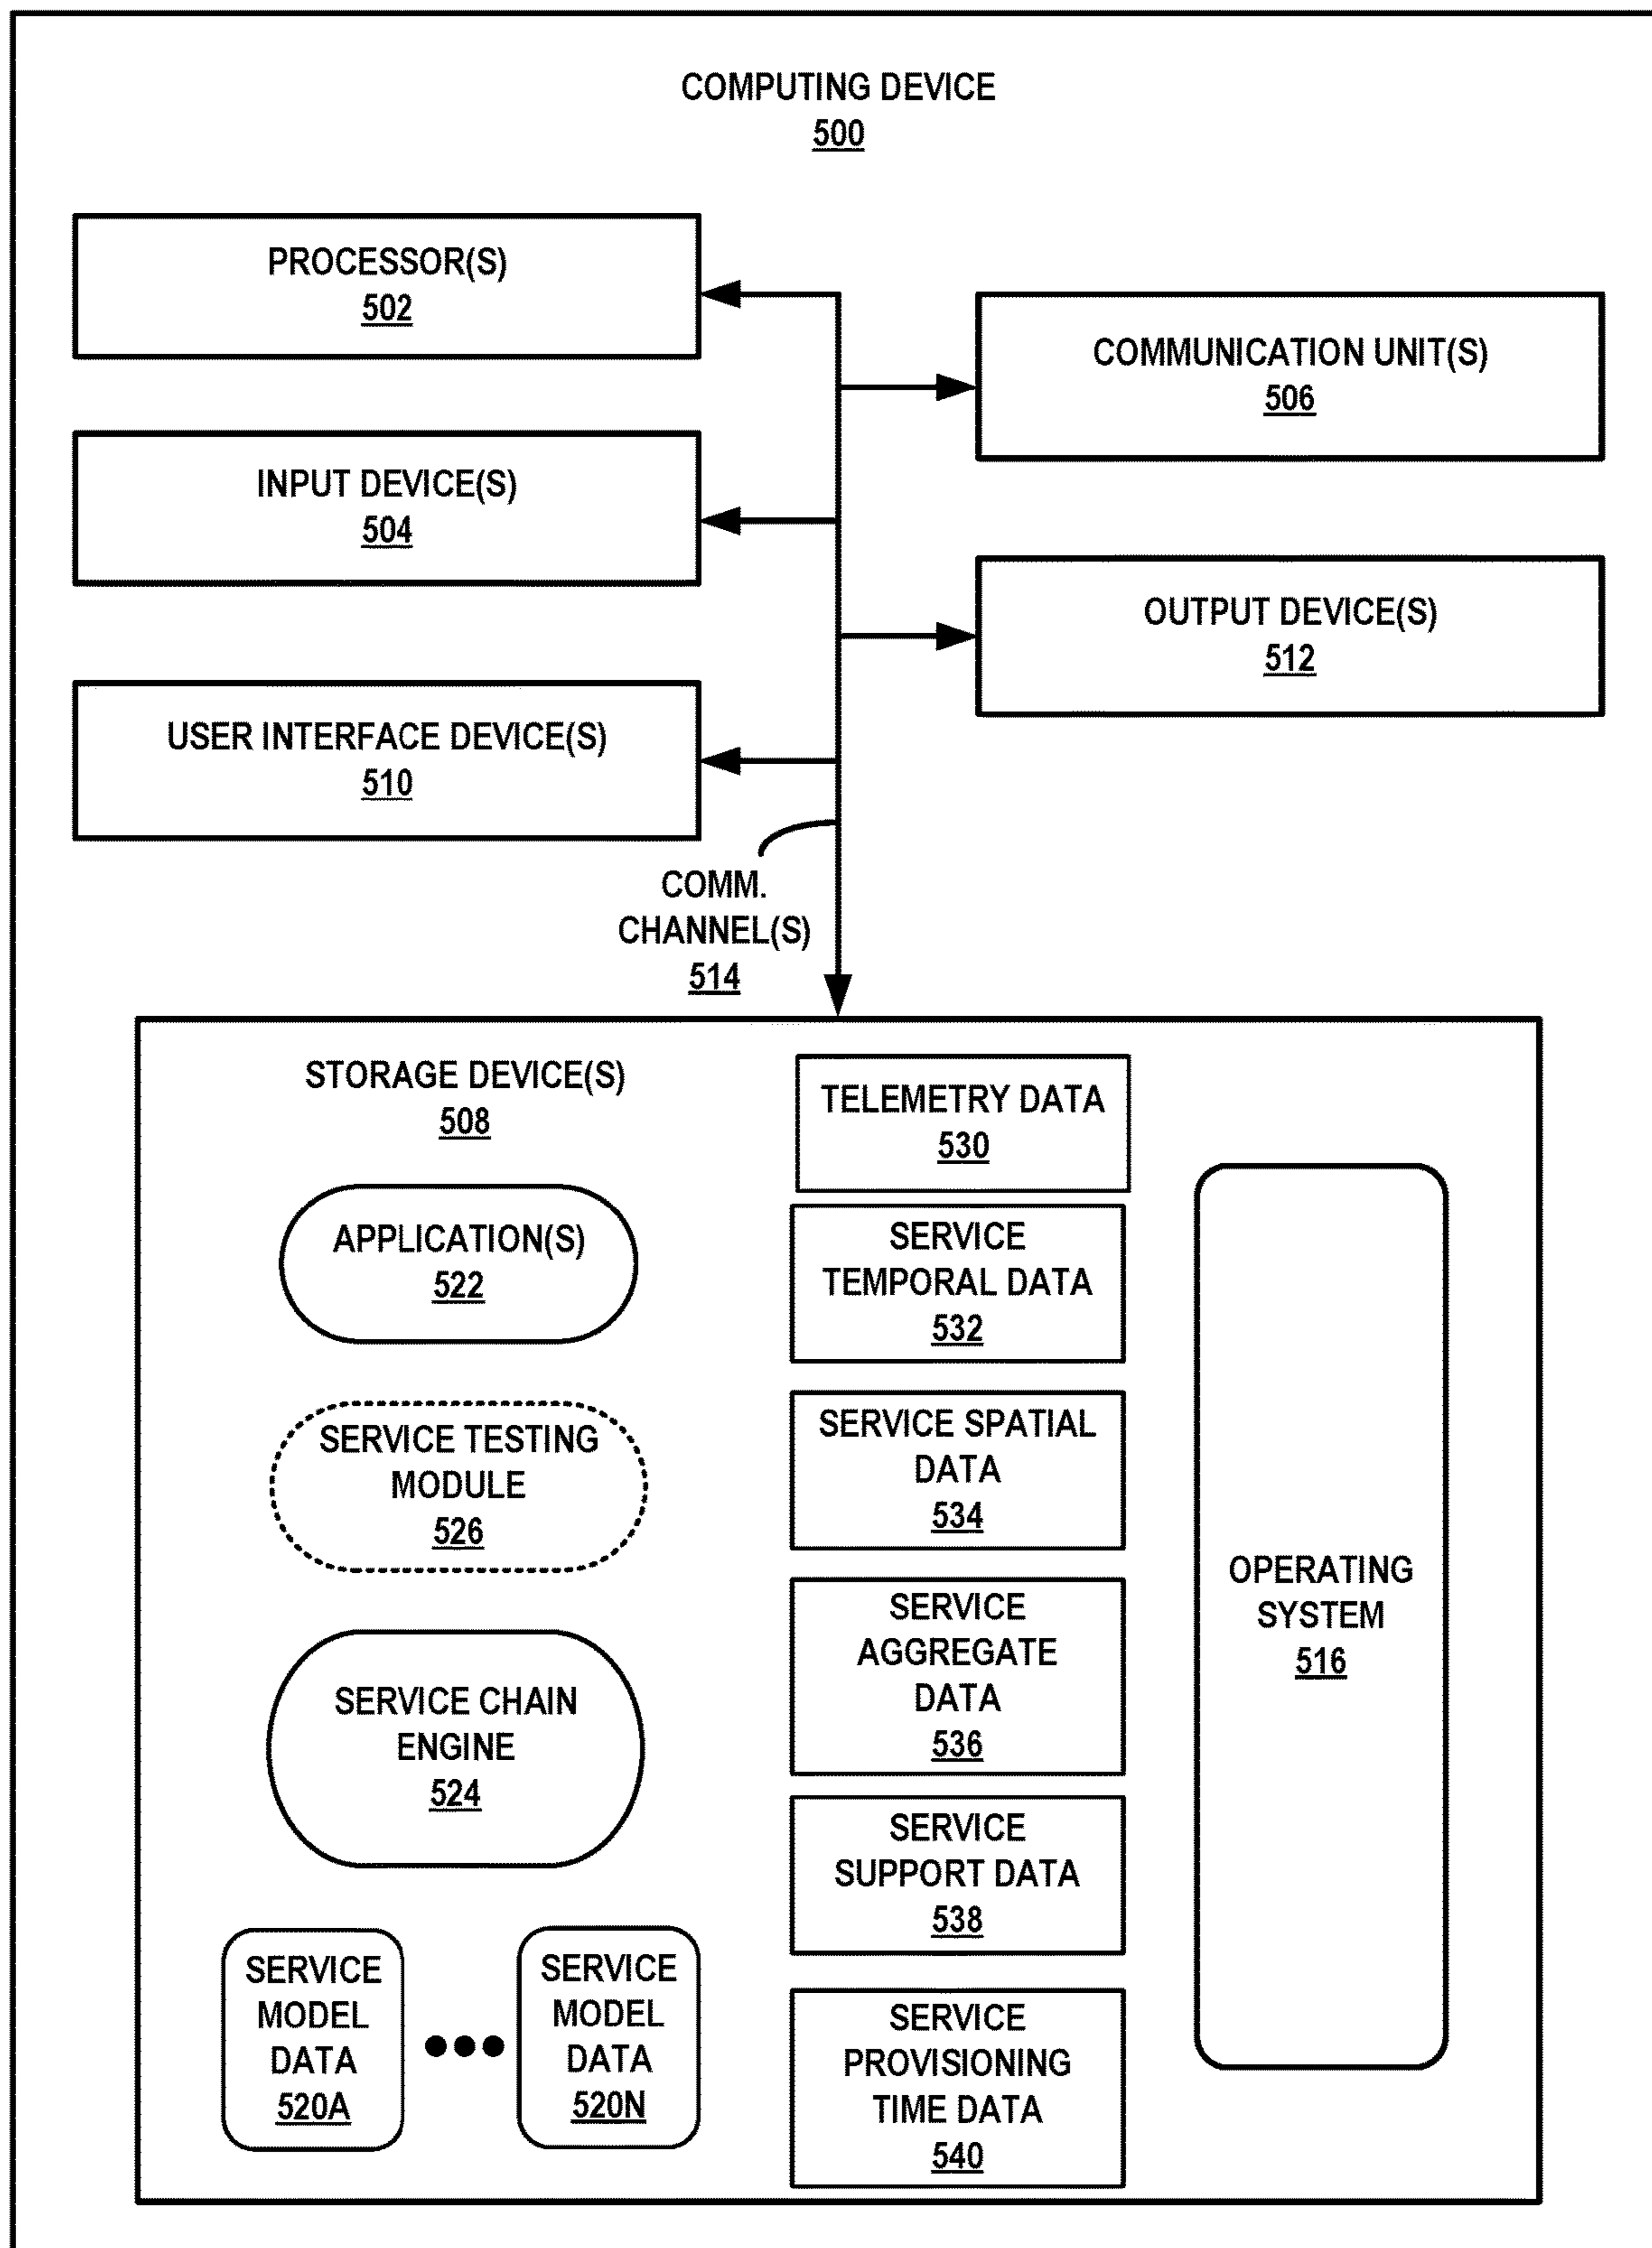 COMPUTING DEVICE
500
PROCESSOR(S)
502
COMMUNICATION UNIT(S)
506
INPUT DEVICE(S)
504
OUTPUT DEVICE(S)
512
USER INTERFACE DEVICE(S)
510
COMM.
CHANNEL(S)
514
STORAGE DEVICE(S)
508
APPLICATION(S)
522
SERVICE TESTING
MODULE
526
SERVICE CHAIN
ENGINE
524
SERVICE
MODEL
DATA
520A
SERVICE
MODEL
DATA
520N
TELEMETRY DATA
530
SERVICE
TEMPORAL DATA
532
SERVICE SPATIAL
DATA
534
SERVICE
AGGREGATE
DATA
536
SERVICE
SUPPORT DATA
538
SERVICE
PROVISIONING
TIME DATA
540
OPERATING
SYSTEM
516